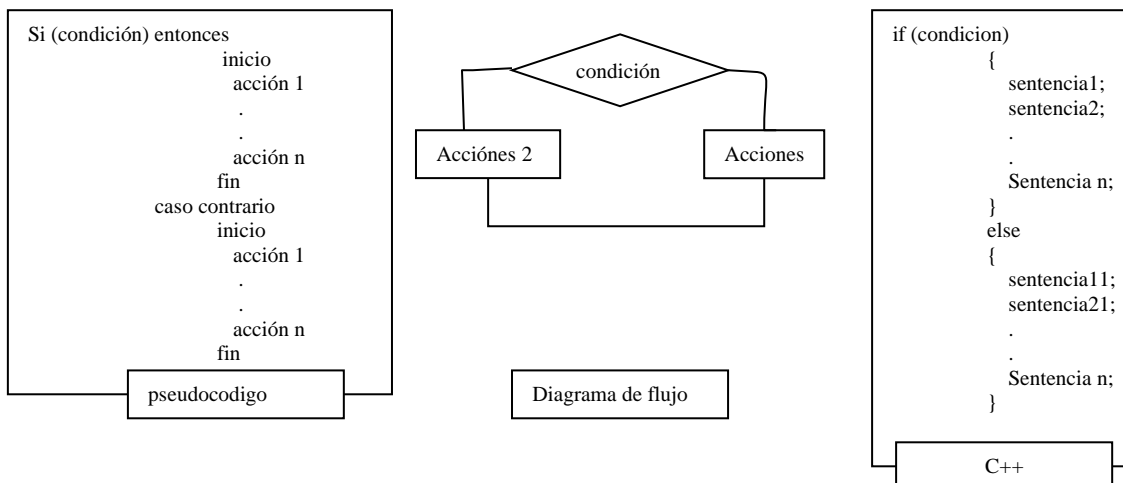 Si (condición) entonces
inicio
acción 1
.
.
acción n
fin
caso contrario
inicio
acción 1
.
.
acción n
fin
pseudocodigo
condición
Acciónes 2
Acciones
Diagrama de flujo
if (condicion)
{
sentencia1;
sentencia2;
.
.
Sentencia n;
}
else
{
sentencia11;
sentencia21;
.
.
Sentencia n;
}
C++